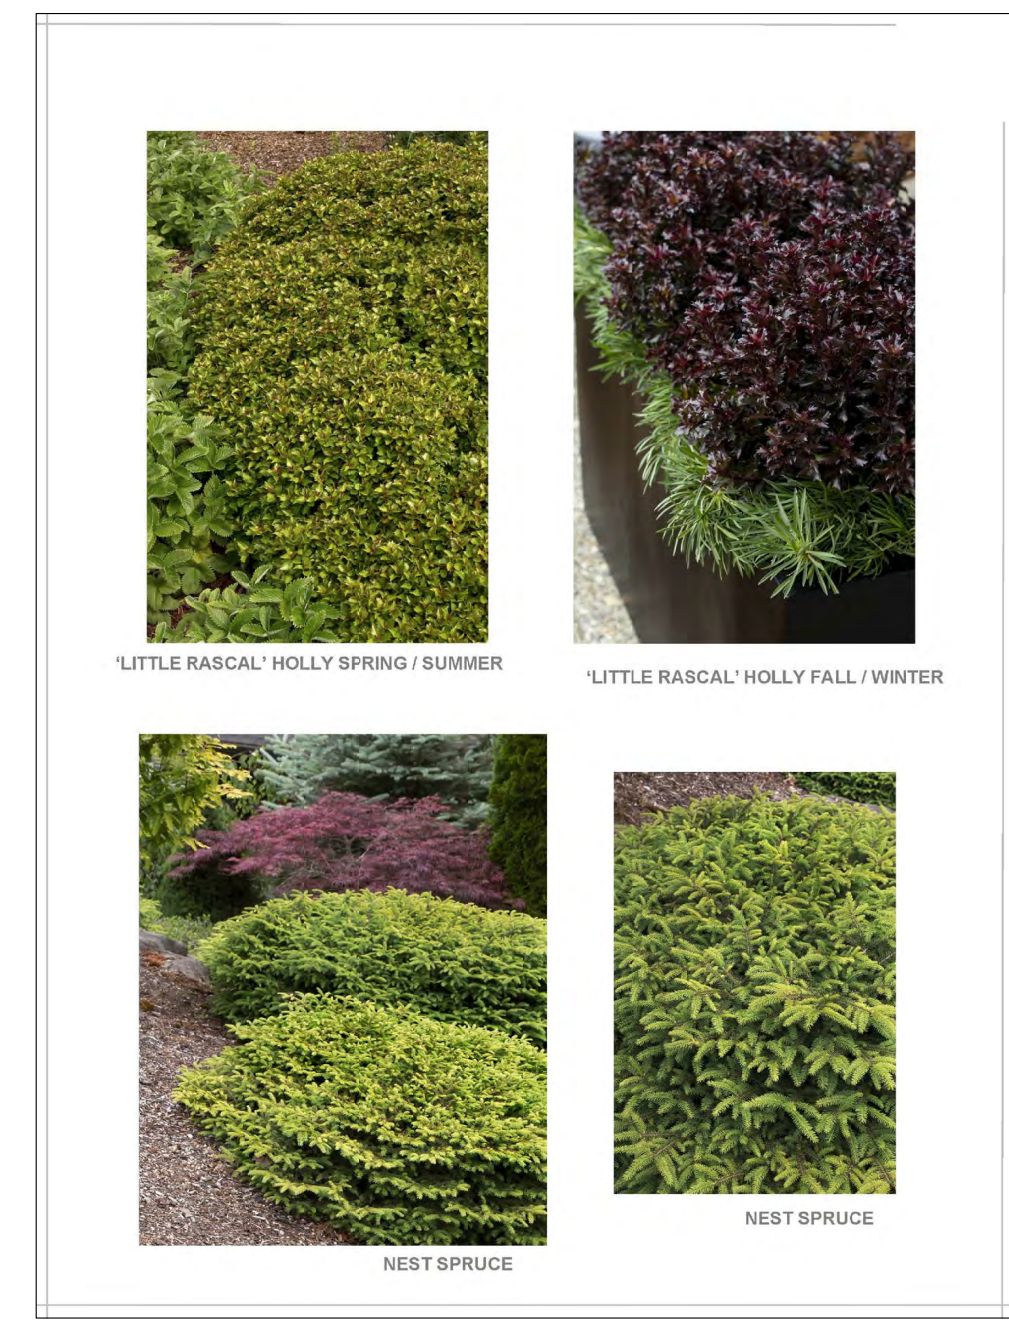 ‘LITTLE RASCAL’ HOLLY SPRING / SUMMER
‘LITTLE RASCAL’ HOLLY FALL / WINTER
NEST SPRUCE
NEST SPRUCE